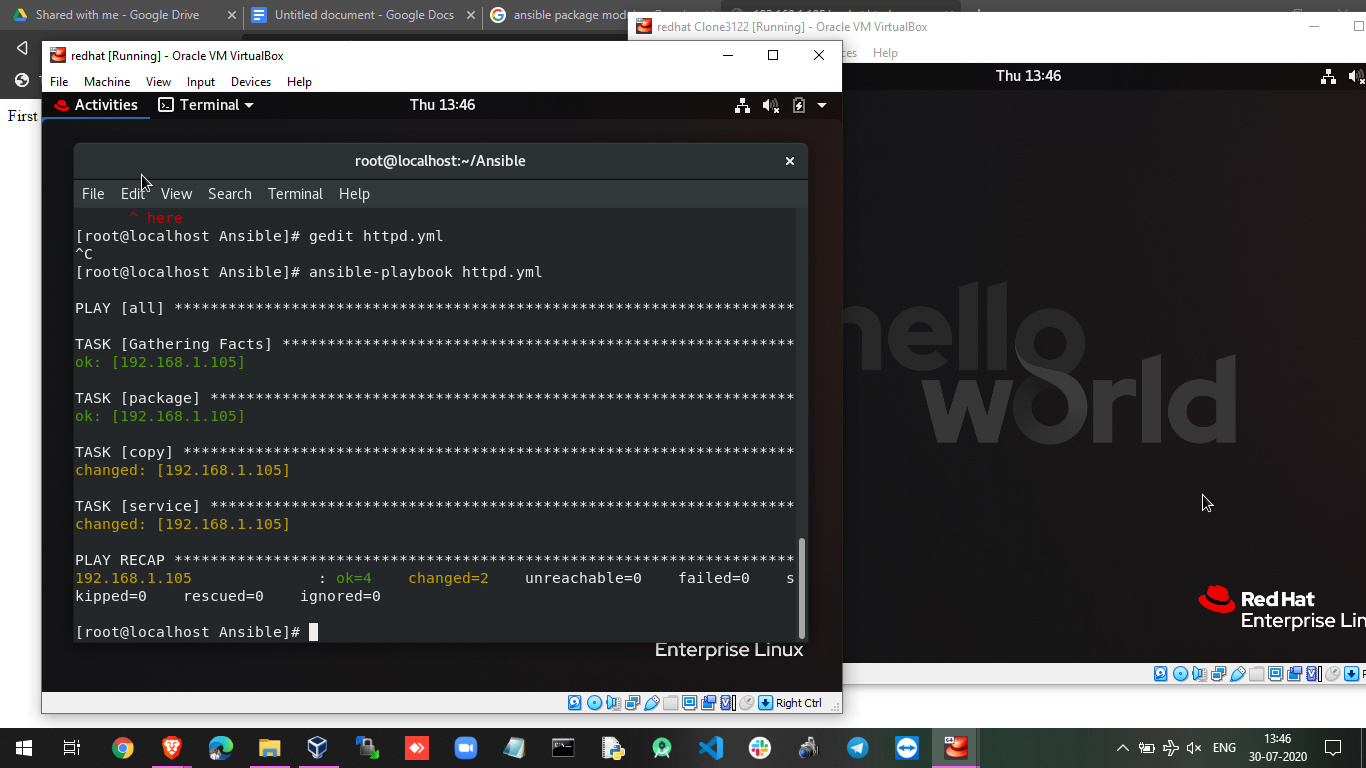 Shared with me - Google Drive
Untitled document - Google Docs
ansible package mod
redhat Clone3122 [Running] - Oracle VM VirtualBox
Help
Thu 13:46
First
redhat [Running] - Oracle VM VirtualBox
File Machine View Input Devices Help
Activities Terminal Thu 13:46
root@localhost:~/Ansible
File Edit View Search Terminal Help
^ here
[root@localhost Ansible]# gedit httpd.yml
^C
[root@localhost Ansible]# ansible-playbook httpd.yml
PLAY [all] *********************************************************************
TASK [Gathering Facts] *********************************************************
ok: [192.168.1.105]
TASK [package] *****************************************************************
ok: [192.168.1.105]
TASK [copy] ********************************************************************
changed: [192.168.1.105]
TASK [service] *****************************************************************
changed: [192.168.1.105]
PLAY RECAP *********************************************************************
192.168.1.105 : ok=4 changed=2 unreachable=0 failed=0 s
kipped=0 rescued=0 ignored=0
[root@localhost Ansible]#
Enterprise Linux
Right Ctrl
hello
world
Red Hat
Enterprise Lin
ENG
13:46
30-07-2020